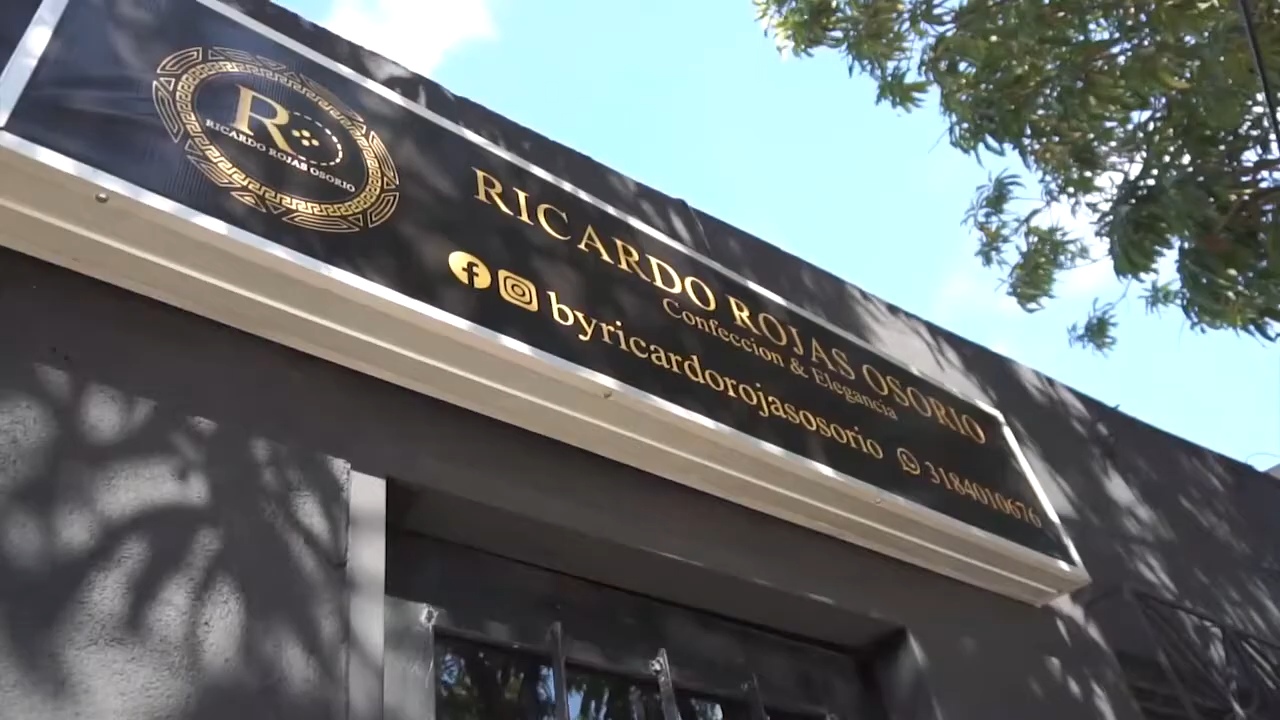 R
RICARDO ROJAS OSORIO
RICARDO ROJAS OSORIO
Confeccion & Elegancia
byricardorojasosorio 3184010676